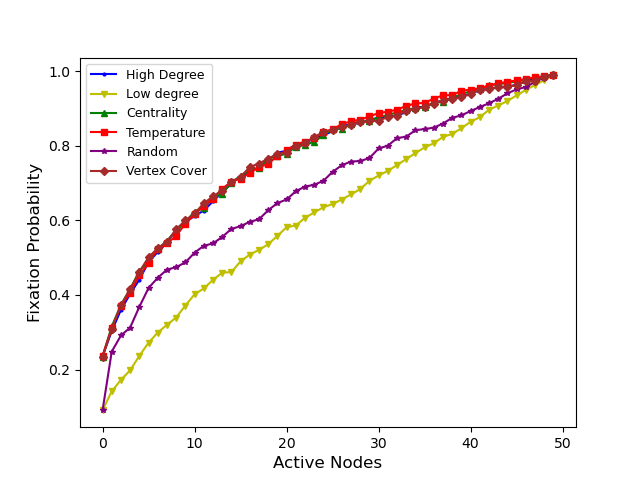 High Degree
Low degree
Centrality
Temperature
Random
Vertex Cover
1.0
0.8
0.6
0.4
0.2
Fixation Probability
0 10 20 30 40 50
Active Nodes